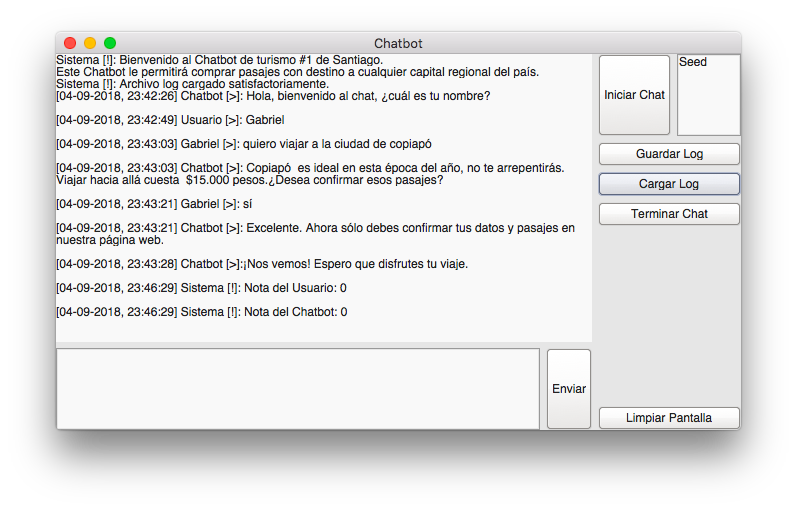 Chatbot
Sistema [!]: Bienvenido al Chatbot de turismo #1 de Santiago.
Este Chatbot le permitirá comprar pasajes con destino a cualquier capital regional del país.
Sistema [!]: Archivo log cargado satisfactoriamente.
[04-09-2018, 23:42:26] Chatbot [>]: Hola, bienvenido al chat, ¿cuál es tu nombre?
[04-09-2018, 23:42:49] Usuario [>]: Gabriel
[04-09-2018, 23:43:03] Gabriel [>]: quiero viajar a la ciudad de copiapó
[04-09-2018, 23:43:03] Chatbot [>]: Copiapó  es ideal en esta época del año, no te arrepentirás.
Viajar hacia allá cuesta  $15.000 pesos.¿Desea confirmar esos pasajes?
[04-09-2018, 23:43:21] Gabriel [>]: sí
[04-09-2018, 23:43:21] Chatbot [>]: Excelente. Ahora sólo debes confirmar tus datos y pasajes en
nuestra página web.
[04-09-2018, 23:43:28] Chatbot [>]:¡Nos vemos! Espero que disfrutes tu viaje.
[04-09-2018, 23:46:29] Sistema [!]: Nota del Usuario: 0
[04-09-2018, 23:46:29] Sistema [!]: Nota del Chatbot: 0
Enviar
Iniciar Chat
Seed
Guardar Log
Cargar Log
Terminar Chat
Limpiar Pantalla